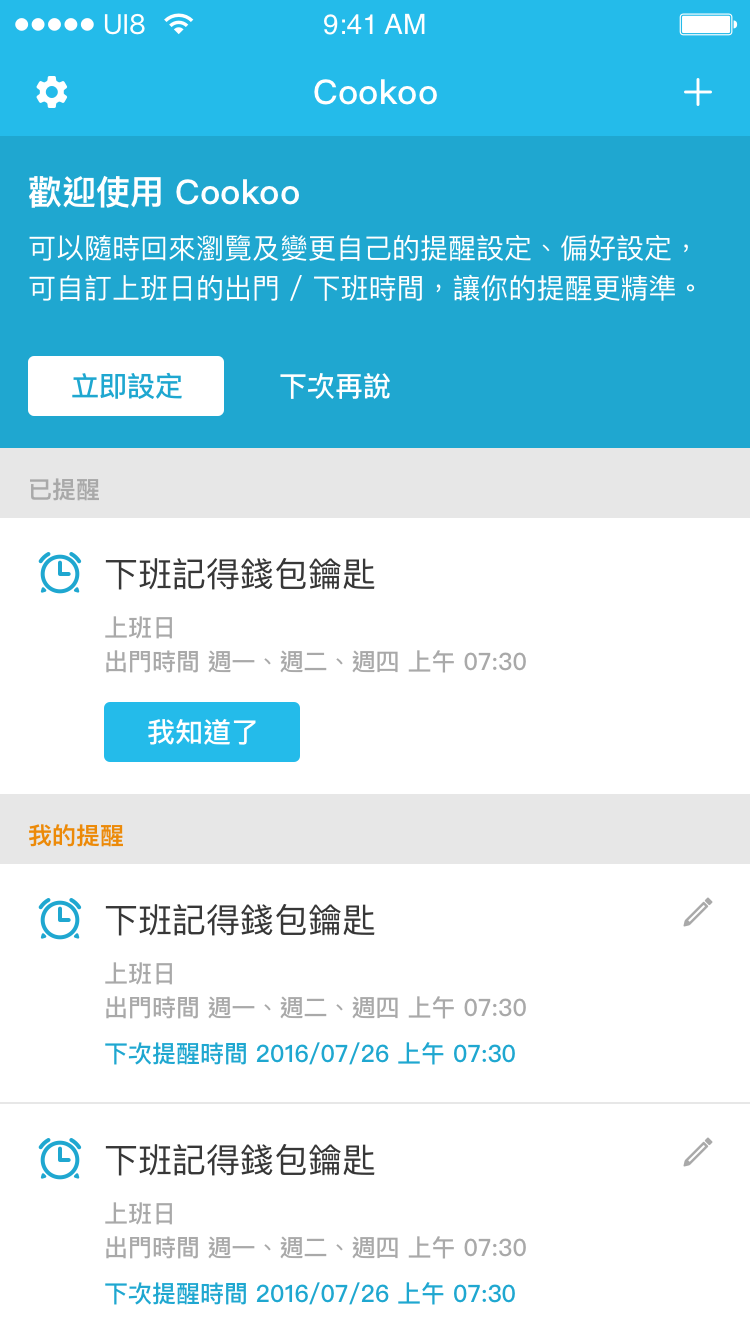 UI8
9:41 AM
Cookoo
歡迎使用 Cookoo
可以隨時回來瀏覽及變更自己的提醒設定、偏好設定，
可自訂上班日的出門 / 下班時間，讓你的提醒更精準。
立即設定
下次再說
已提醒
下班記得錢包鑰匙
上班日
出門時間 週一、週二、週四 上午 07:30
我知道了
我的提醒
下班記得錢包鑰匙
上班日
出門時間 週一、週二、週四 上午 07:30
下次提醒時間 2016/07/26 上午 07:30
下班記得錢包鑰匙
上班日
出門時間 週一、週二、週四 上午 07:30
下次提醒時間 2016/07/26 上午 07:30